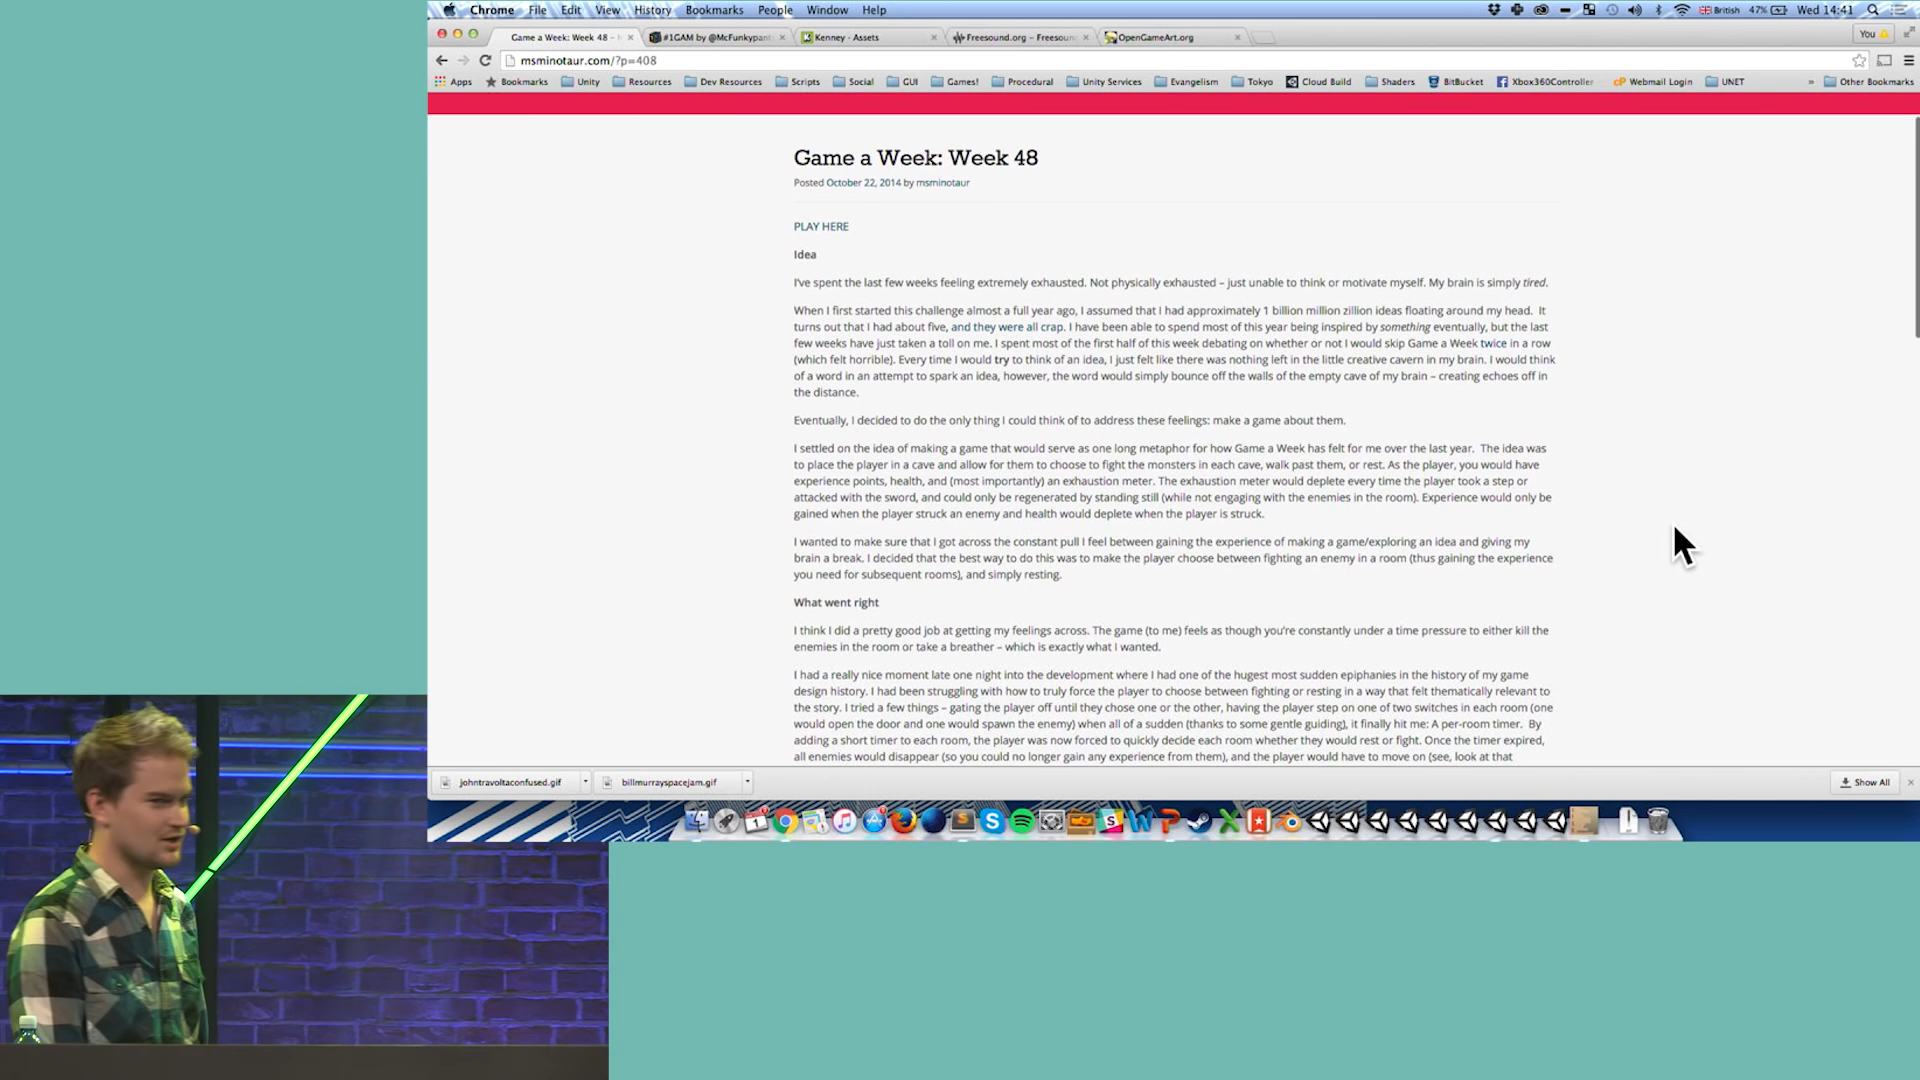 Chrome File Edit View History Bookmarks People Window Help
British 47% Wed 14:41
Game a Week: Week 48 –
#1GAM by @McFunkypant
Kenney - Assets
Freesound.org – Freesoun
OpenGameArt.org
You
msminotaur.com/?p=408
Apps Bookmarks Unity Resources Dev Resources Scripts Social GUI Games! Procedural Unity Services Evangelism Tokyo Cloud Build Shaders BitBucket Xbox360Controller Webmail Login UNET » Other Bookmarks
Game a Week: Week 48
Posted October 22, 2014 by msminotaur
PLAY HERE
Idea
I've spent the last few weeks feeling extremely exhausted. Not physically exhausted – just unable to think or motivate myself. My brain is simply tired.
When I first started this challenge almost a full year ago, I assumed that I had approximately 1 billion million zillion ideas floating around my head. It
turns out that I had about five, and they were all crap. I have been able to spend most of this year being inspired by something eventually, but the last
few weeks have just taken a toll on me. I spent most of the first half of this week debating on whether or not I would skip Game a Week twice in a row
(which felt horrible). Every time I would try to think of an idea, I just felt like there was nothing left in the little creative cavern in my brain. I would think
of a word in an attempt to spark an idea, however, the word would simply bounce off the walls of the empty cave of my brain – creating echoes off in
the distance.
Eventually, I decided to do the only thing I could think of to address these feelings: make a game about them.
I settled on the idea of making a game that would serve as one long metaphor for how Game a Week has felt for me over the last year. The idea was
to place the player in a cave and allow for them to choose to fight the monsters in each cave, walk past them, or rest. As the player, you would have
experience points, health, and (most importantly) an exhaustion meter. The exhaustion meter would deplete every time the player took a step or
attacked with the sword, and could only be regenerated by standing still (while not engaging with the enemies in the room). Experience would only be
gained when the player struck an enemy and health would deplete when the player is struck.
I wanted to make sure that I got across the constant pull I feel between gaining the experience of making a game/exploring an idea and giving my
brain a break. I decided that the best way to do this was to make the player choose between fighting an enemy in a room (thus gaining the experience
you need for subsequent rooms), and simply resting.
What went right
I think I did a pretty good job at getting my feelings across. The game (to me) feels as though you're constantly under a time pressure to either kill the
enemies in the room or take a breather – which is exactly what I wanted.
I had a really nice moment late one night into the development where I had one of the hugest most sudden epiphanies in the history of my game
design history. I had been struggling with how to truly force the player to choose between fighting or resting in a way that felt thematically relevant to
the story. I tried a few things – gating the player off until they chose one or the other, having the player step on one of two switches in each room (one
would open the door and one would spawn the enemy) when all of a sudden (thanks to some gentle guiding), it finally hit me: A per-room timer. By
adding a short timer to each room, the player was now forced to quickly decide each room whether they would rest or fight. Once the timer expired,
all enemies would disappear (so you could no longer gain any experience from them), and the player would have to move on (see, look at that
johntravoltaconfused.gif
billmurrayspacejam.gif
Show All